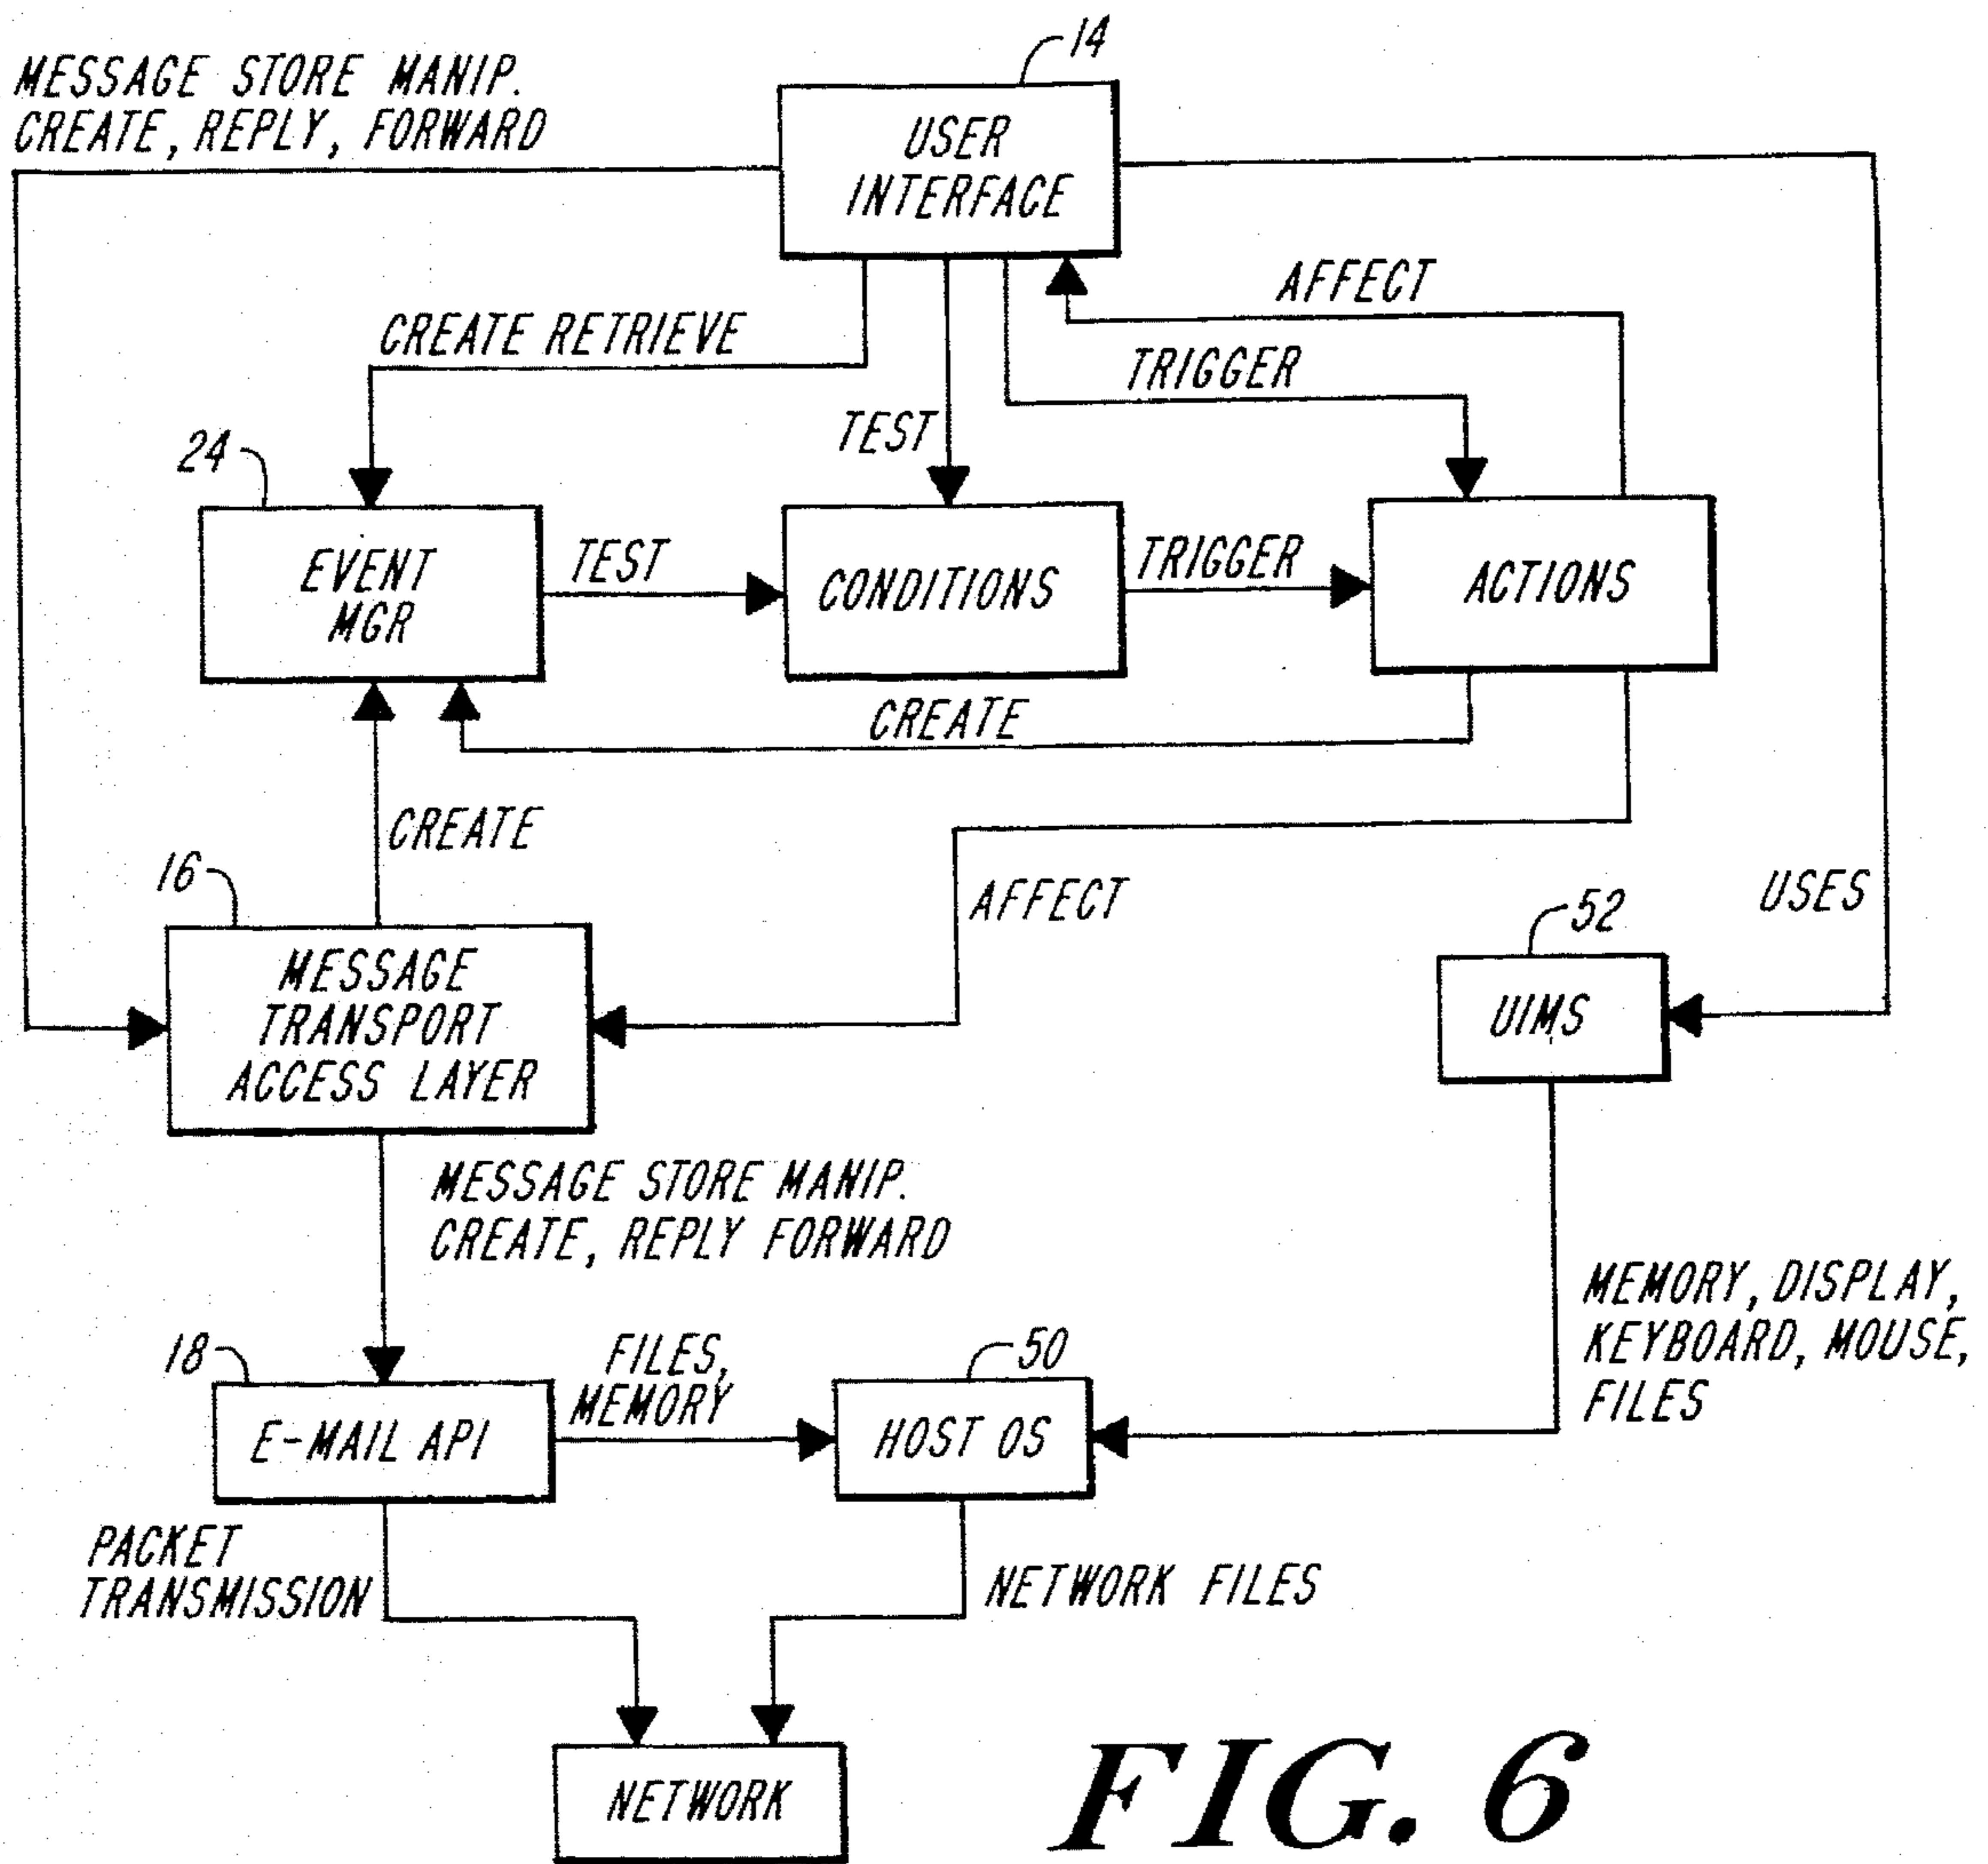 14
MESSAGE STORE MANIP.
CREATE, REPLY, FORWARD
USER
INTERFACE
AFFECT
CREATE RETRIEVE
TRIGGER
TEST
24
EVENT
MGR
TEST
CONDITIONS
TRIGGER
ACTIONS
CREATE
CREATE
16
AFFECT
USES
52
MESSAGE
TRANSPORT
ACCESS LAYER
UIMS
MESSAGE STORE MANIP.
CREATE, REPLY FORWARD
MEMORY, DISPLAY,
KEYBOARD, MOUSE,
FILES
18
FILES,
MEMORY
50
E-MAIL API
HOST OS
PACKET
TRANSMISSION
NETWORK FILES
NETWORK
FIG. 6